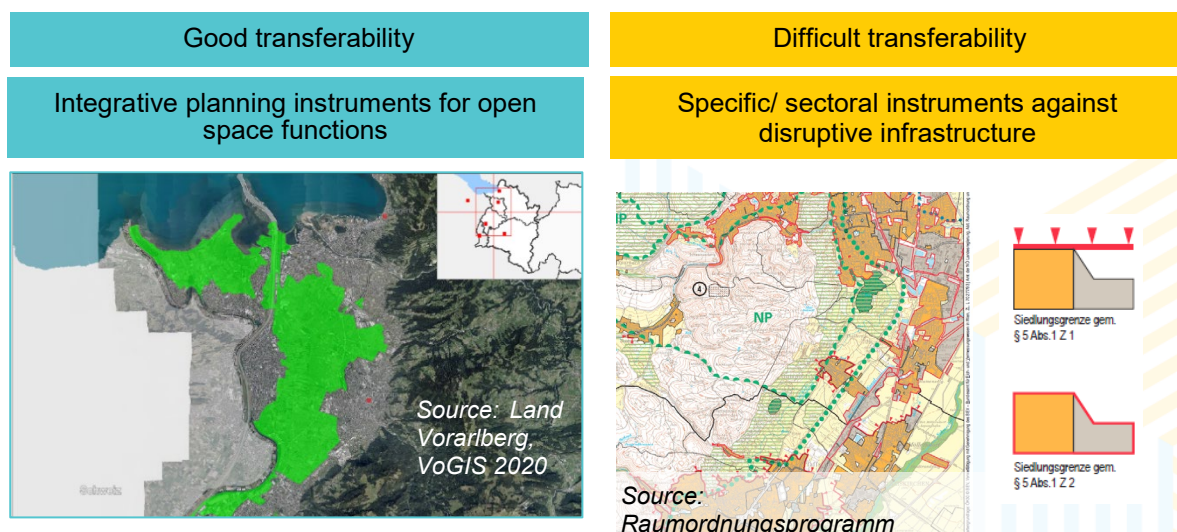 Good transferability
Integrative planning instruments for open
space functions
Source: Land
Vorarlberg,
VoGIS 2020
Schweiz
Difficult transferability
Specific/ sectoral instruments against
disruptive infrastructure
NP
4
Source:
Raumordnungsprogramm
Siedlungsgrenze gem.
§ 5 Abs.1 Z 1
Siedlungsgrenze gem.
§ 5 Abs.1 Z 2